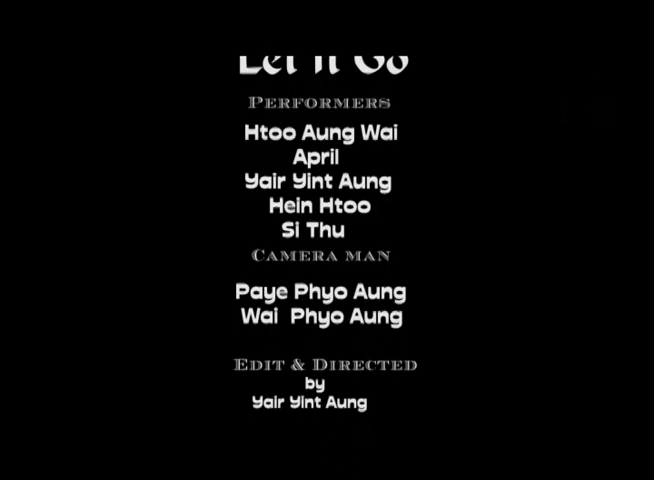 Let It Go
PERFORMERS
Htoo Aung Wai
April
Yair Yint Aung
Hein Htoo
Si Thu
CAMERA MAN
Paye Phyo Aung
Wai Phyo Aung
EDIT & DIRECTED
by
Yair Yint Aung